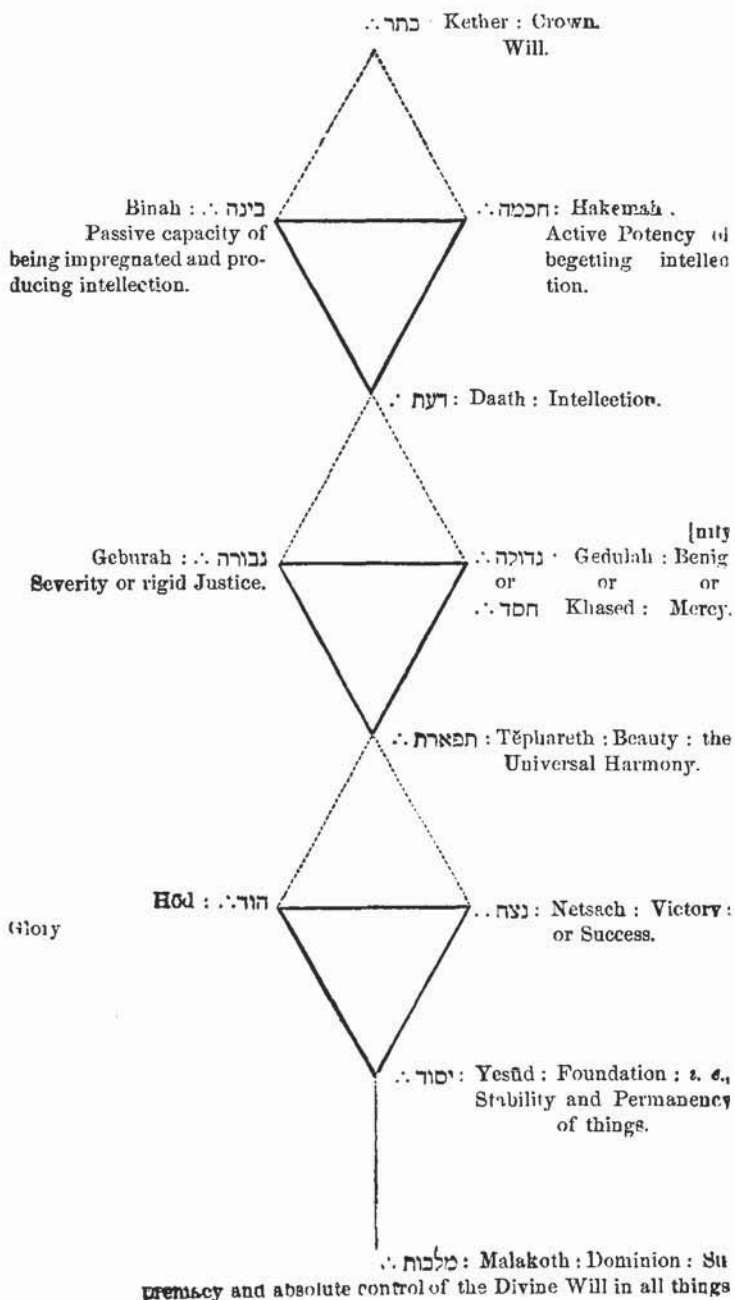 ∴ כתר Kether : Crown.
Will.
Binah : ∴ בינה
Passive capacity of
being impregnated and pro-
ducing intellection.
∴ חכמה : Hakemah .
Active Potency of
begetting intellec
tion.
∴ דעת : Daath : Intellection.
Geburah : ∴ גבורה
Severity or rigid Justice.
[nity
∴ גדולה Gedulah : Benig
or or or
∴ חסד Khased : Mercy.
∴ תפארת : Tĕphareth : Beauty : the
Universal Harmony.
Hōd : ∴ הוד
Glory
.. נצח : Netsach : Victory :
or Success.
∴ יסוד : Yesūd : Foundation : i. e.,
Stability and Permanency
of things.
∴ מלכות : Malakoth : Dominion : Su
premacy and absolute control of the Divine Will in all things